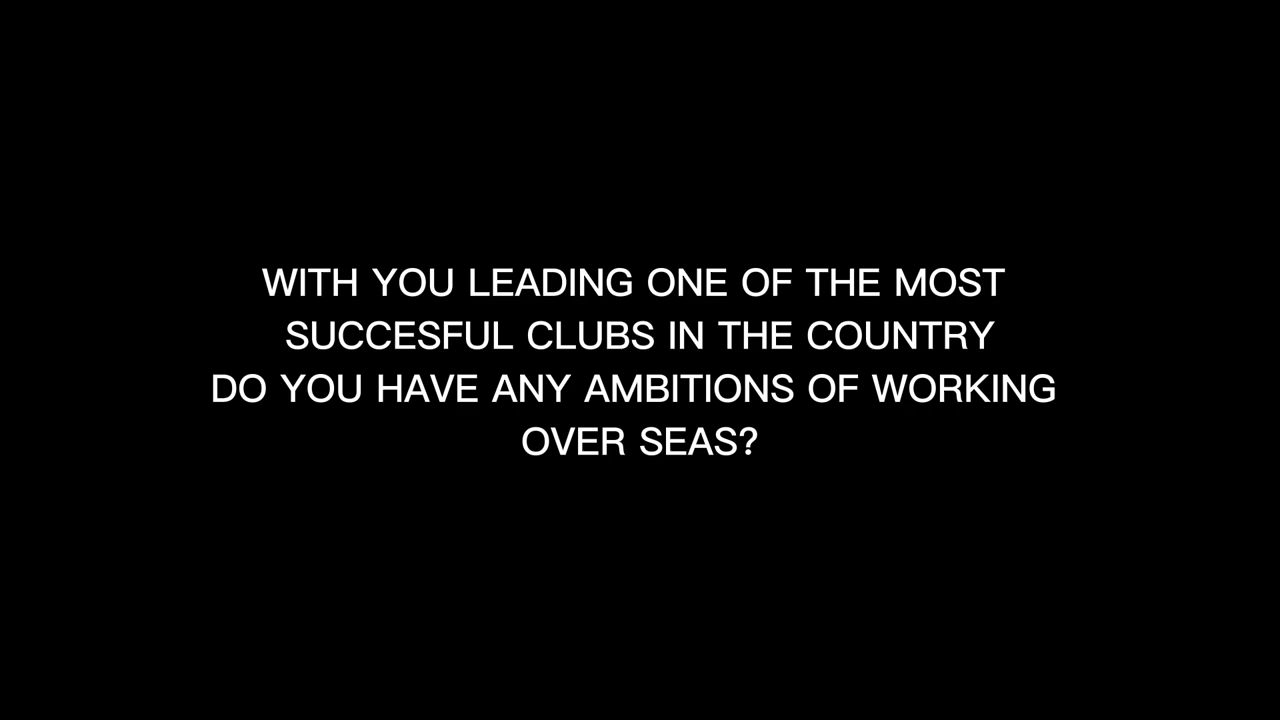 WITH YOU LEADING ONE OF THE MOST
SUCCESFUL CLUBS IN THE COUNTRY
DO YOU HAVE ANY AMBITIONS OF WORKING
OVER SEAS?